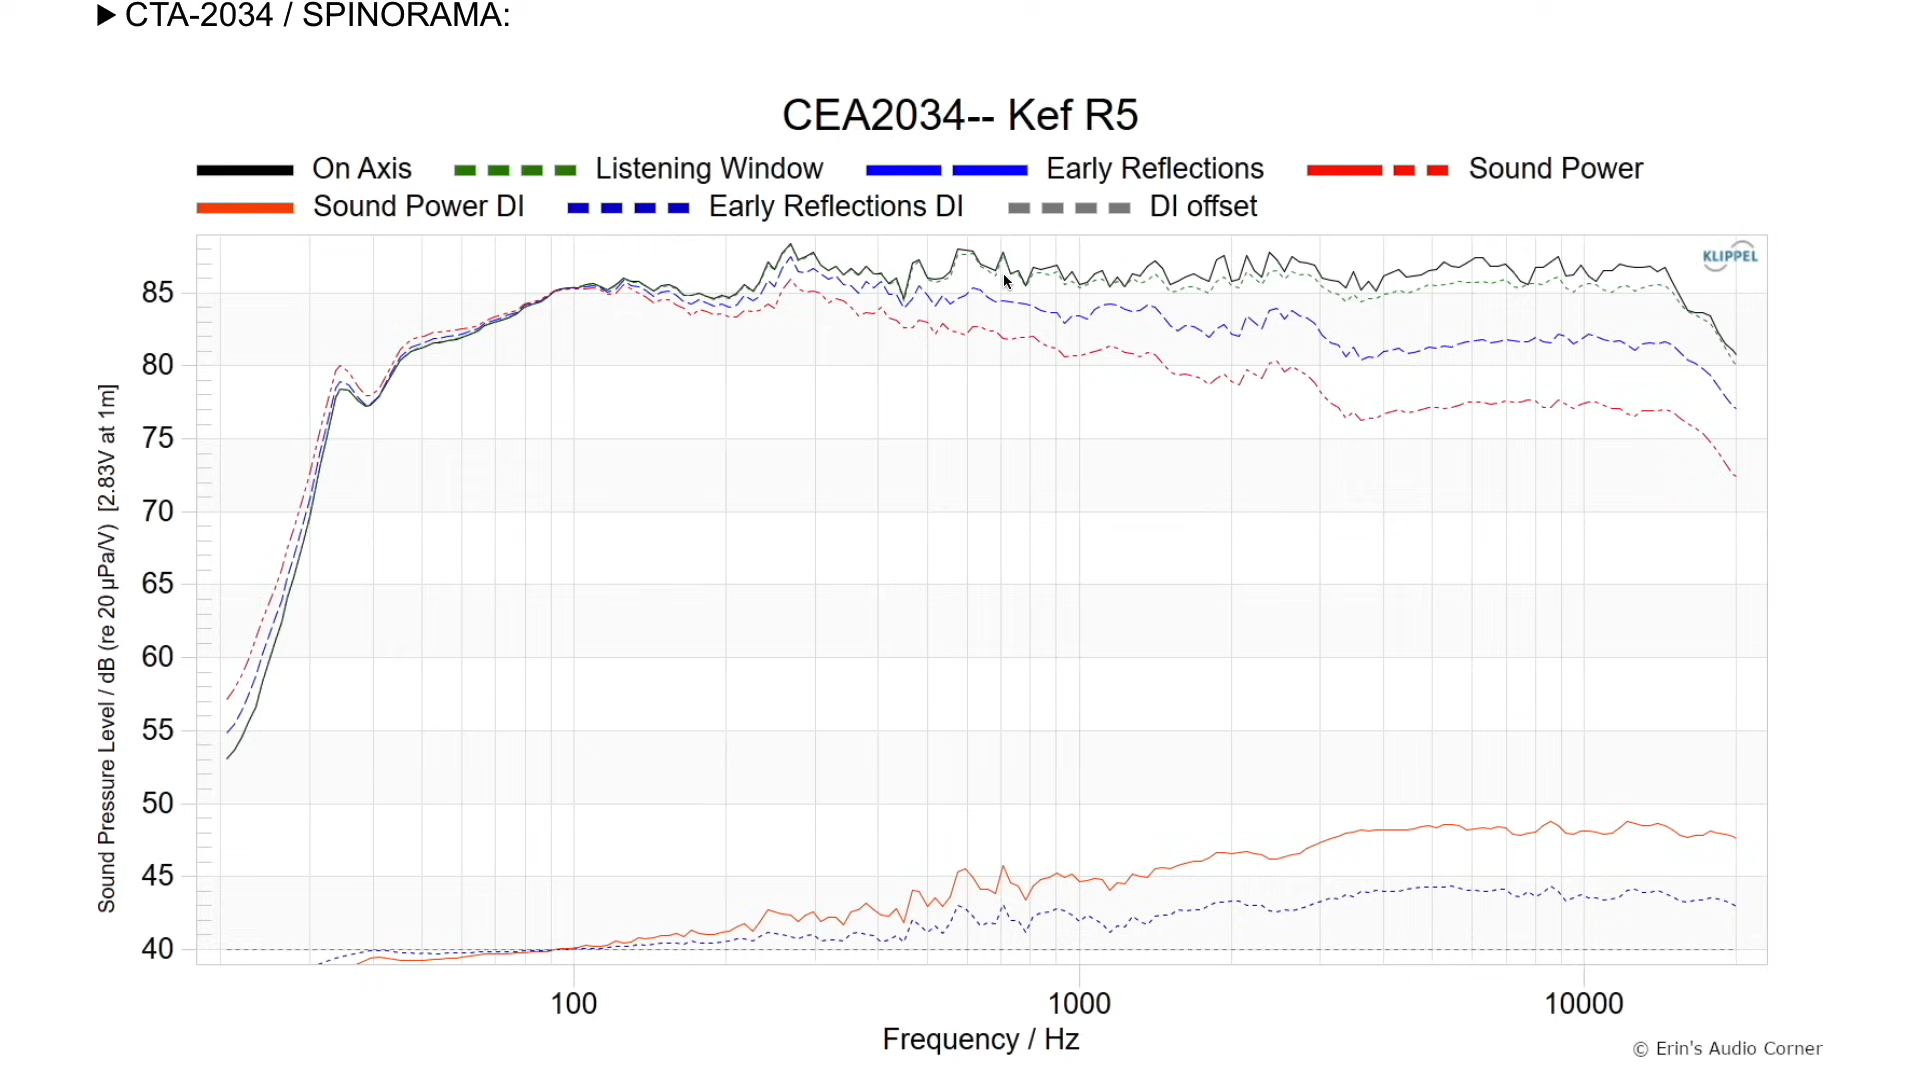 ▶ CTA-2034 / SPINORAMA:
CEA2034-- Kef R5
On Axis Listening Window Early Reflections Sound Power
Sound Power DI Early Reflections DI DI offset
KLIPPEL
85
80
75
70
65
60
55
50
45
40
Sound Pressure Level / dB (re 20 µPa/V) [2.83V at 1m]
100 1000 10000
Frequency / Hz
© Erin's Audio Corner